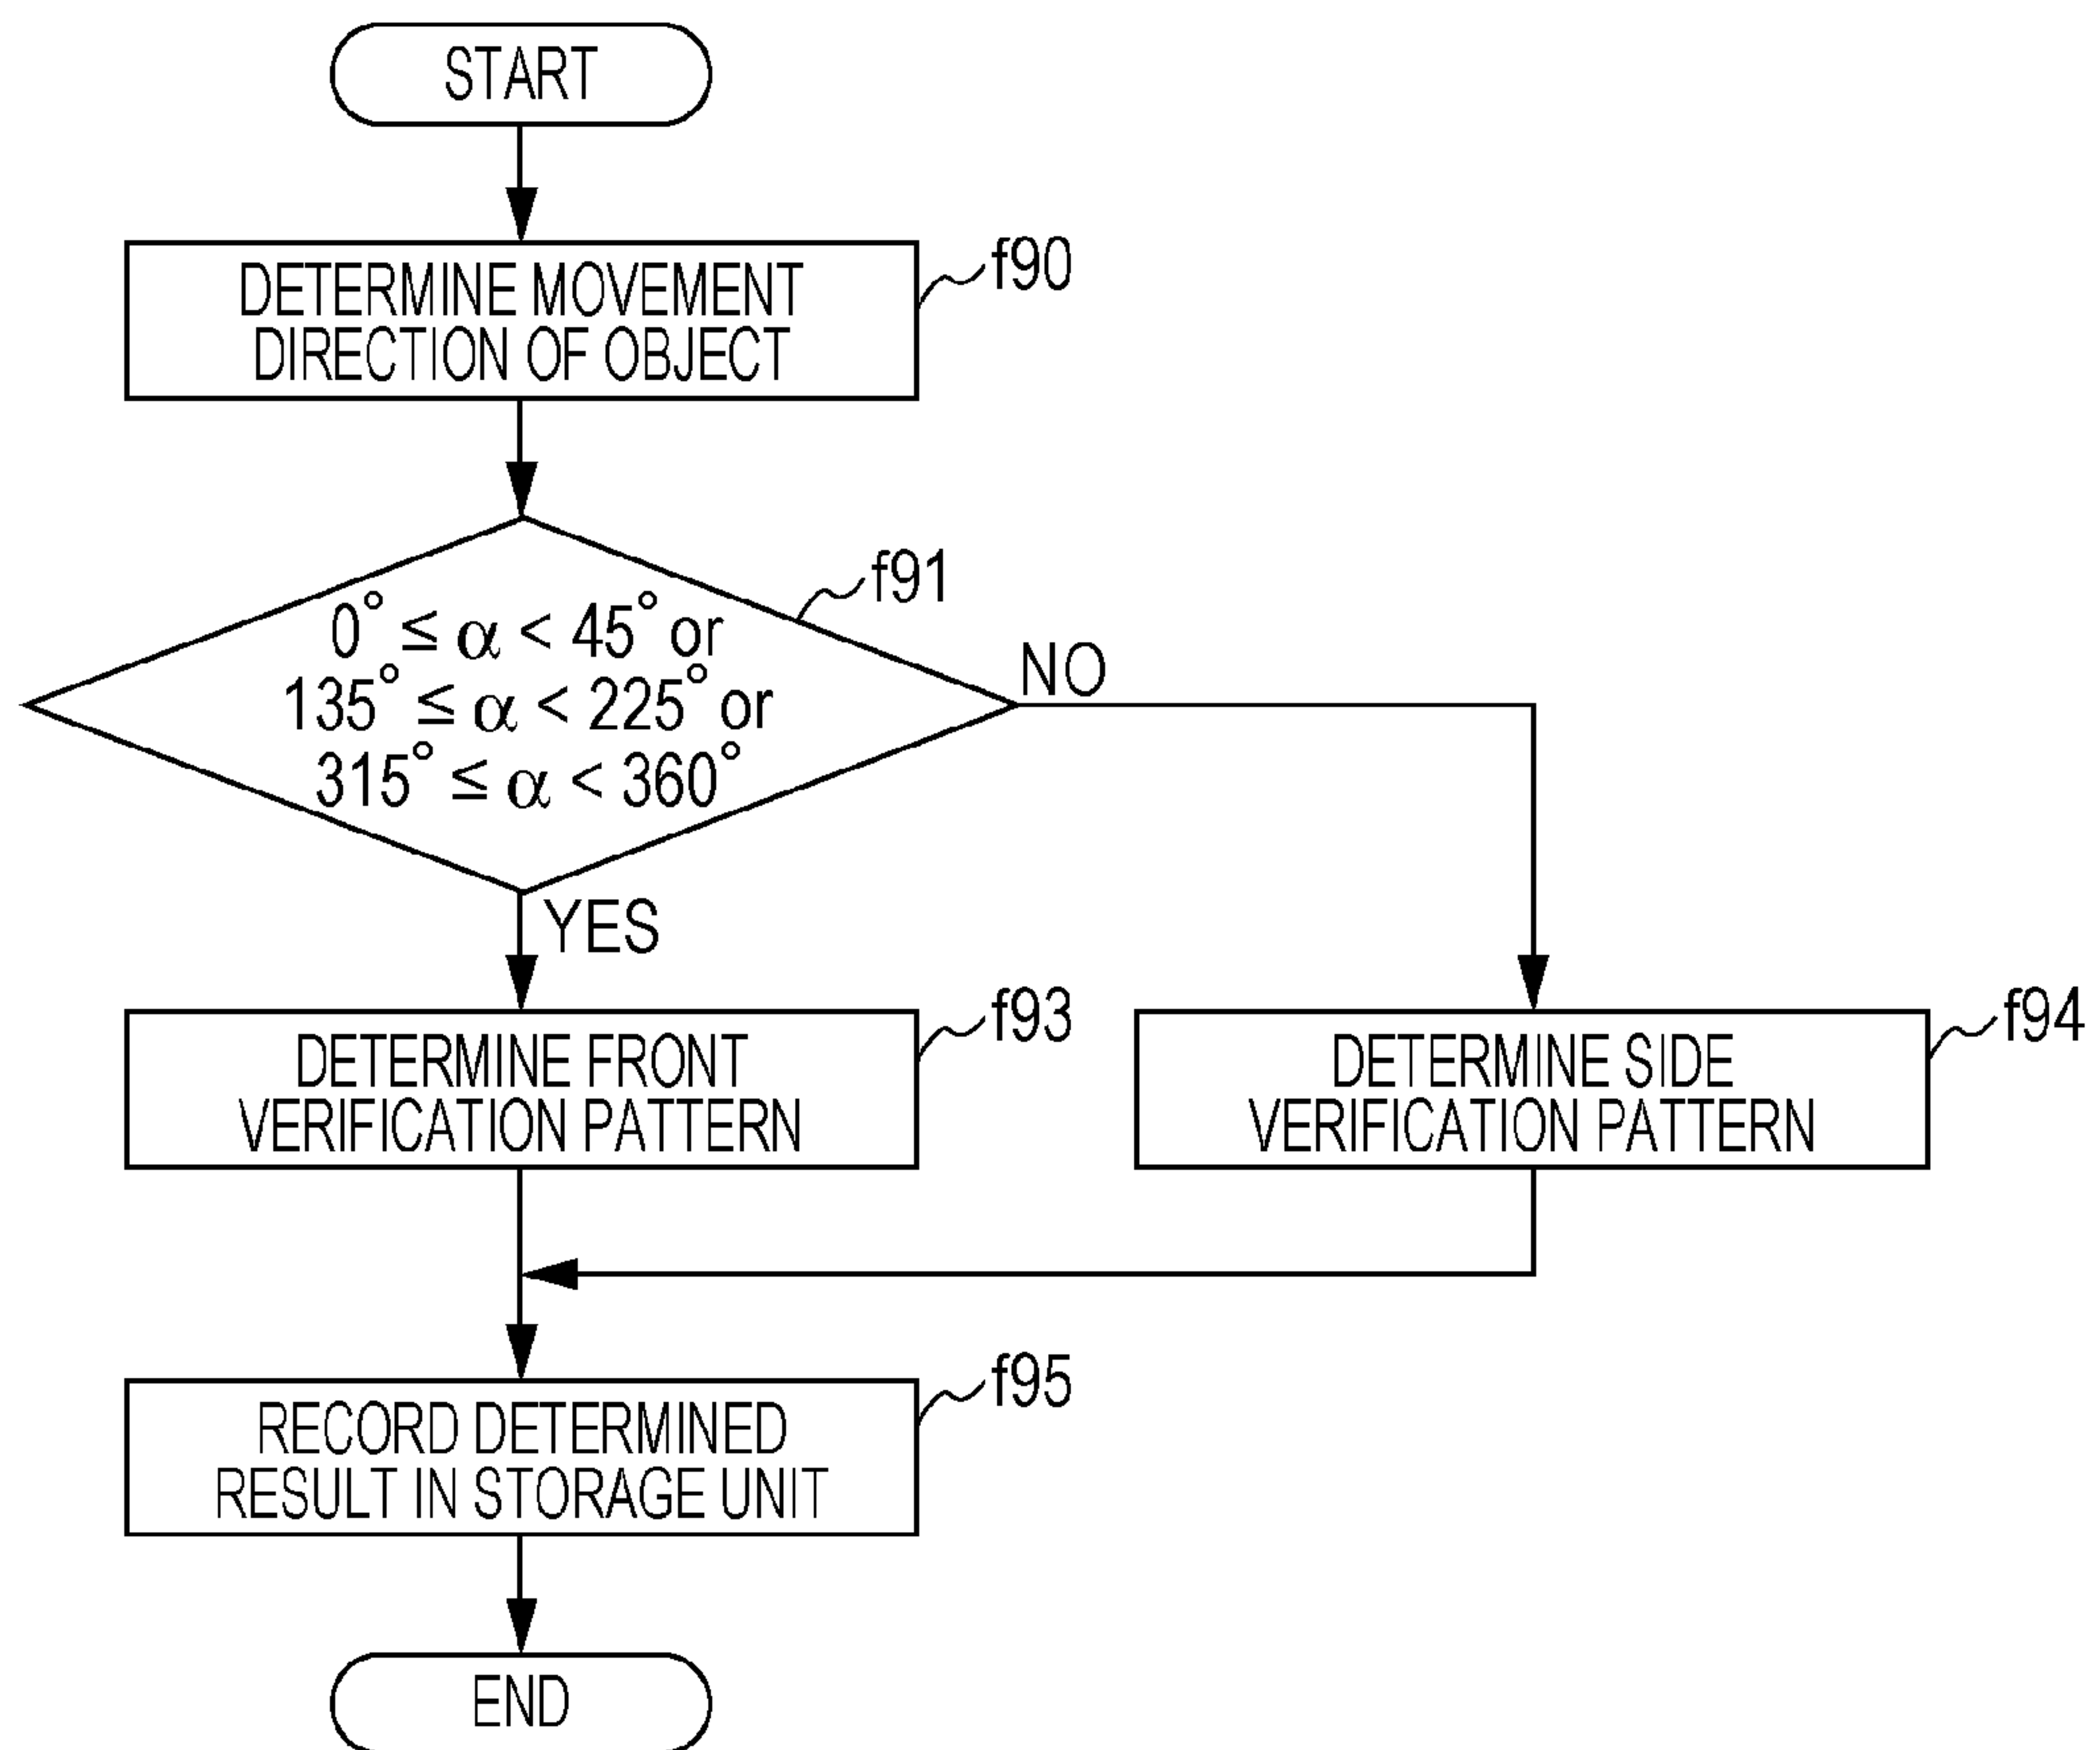 START
DETERMINE MOVEMENT
DIRECTION OF OBJECT
f90
f91
0° ≤ α < 45° or
135° ≤ α < 225° or
315° ≤ α < 360°
NO
YES
DETERMINE FRONT
VERIFICATION PATTERN
f93
DETERMINE SIDE
VERIFICATION PATTERN
f94
RECORD DETERMINED
RESULT IN STORAGE UNIT
f95
END